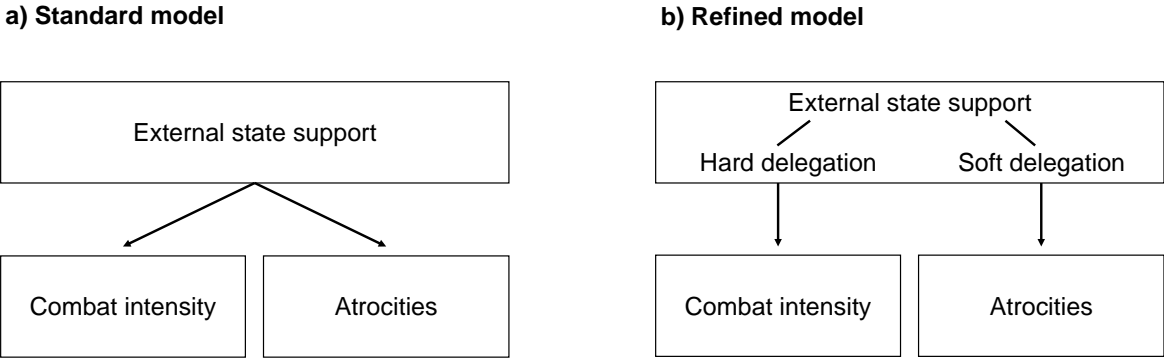 a) Standard model
External state support
Combat intensity
Atrocities
b) Refined model
External state support
Hard delegation
Soft delegation
Combat intensity
Atrocities